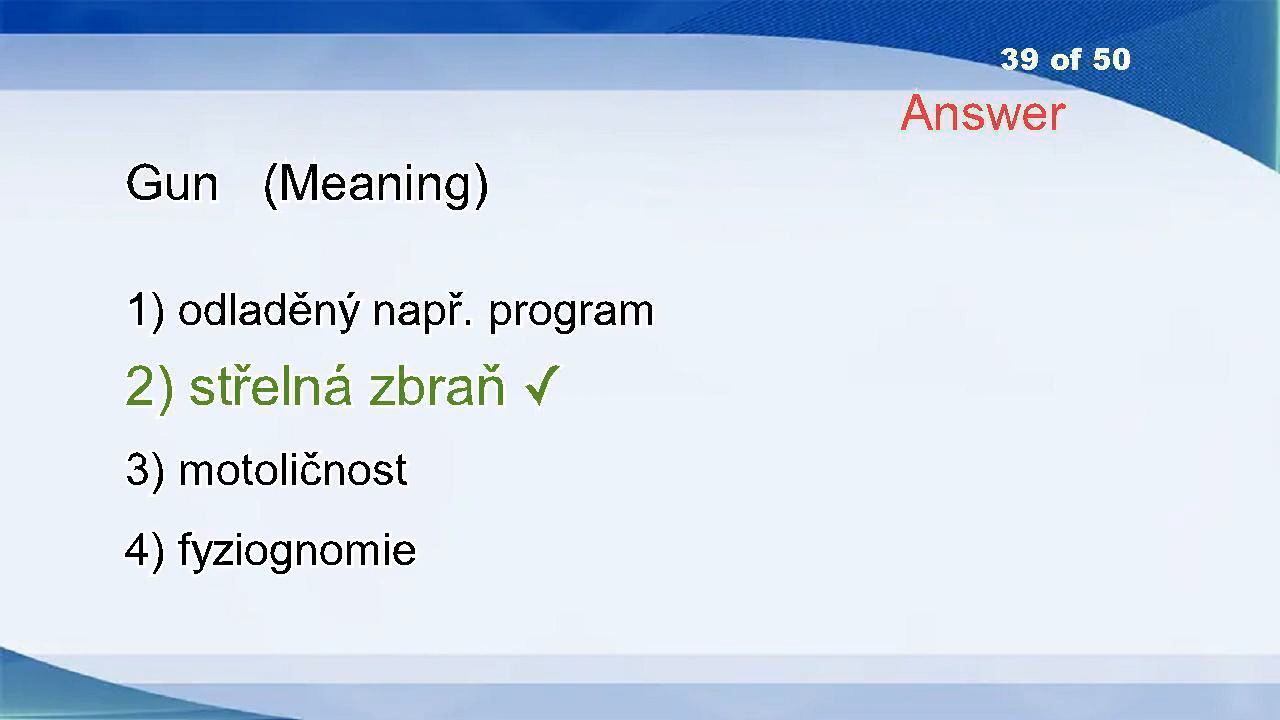 39 of 50
Answer
Gun (Meaning)
1) odladěný např. program
2) střelná zbraň ✓
3) motoličnost
4) fyziognomie